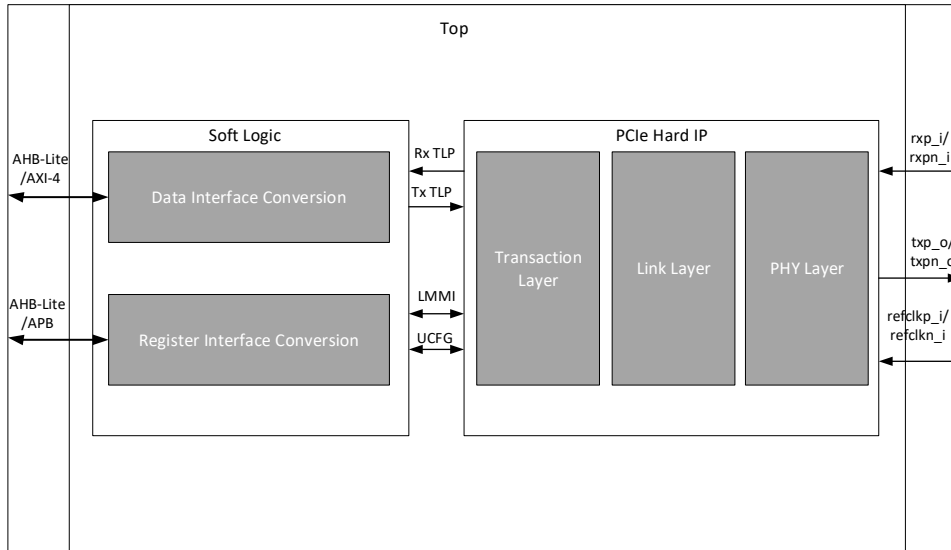 Top
Soft Logic
PCIe Hard IP
AHB-Lite
/AXI-4
Data Interface Conversion
Rx TLP
Tx TLP
AHB-Lite
/APB
Register Interface Conversion
LMMI
UCFG
Transaction
Layer
Link Layer
PHY Layer
rxp_i/
rxpn_i
txp_o/
txpn_o
refclkp_i/
refclkn_i